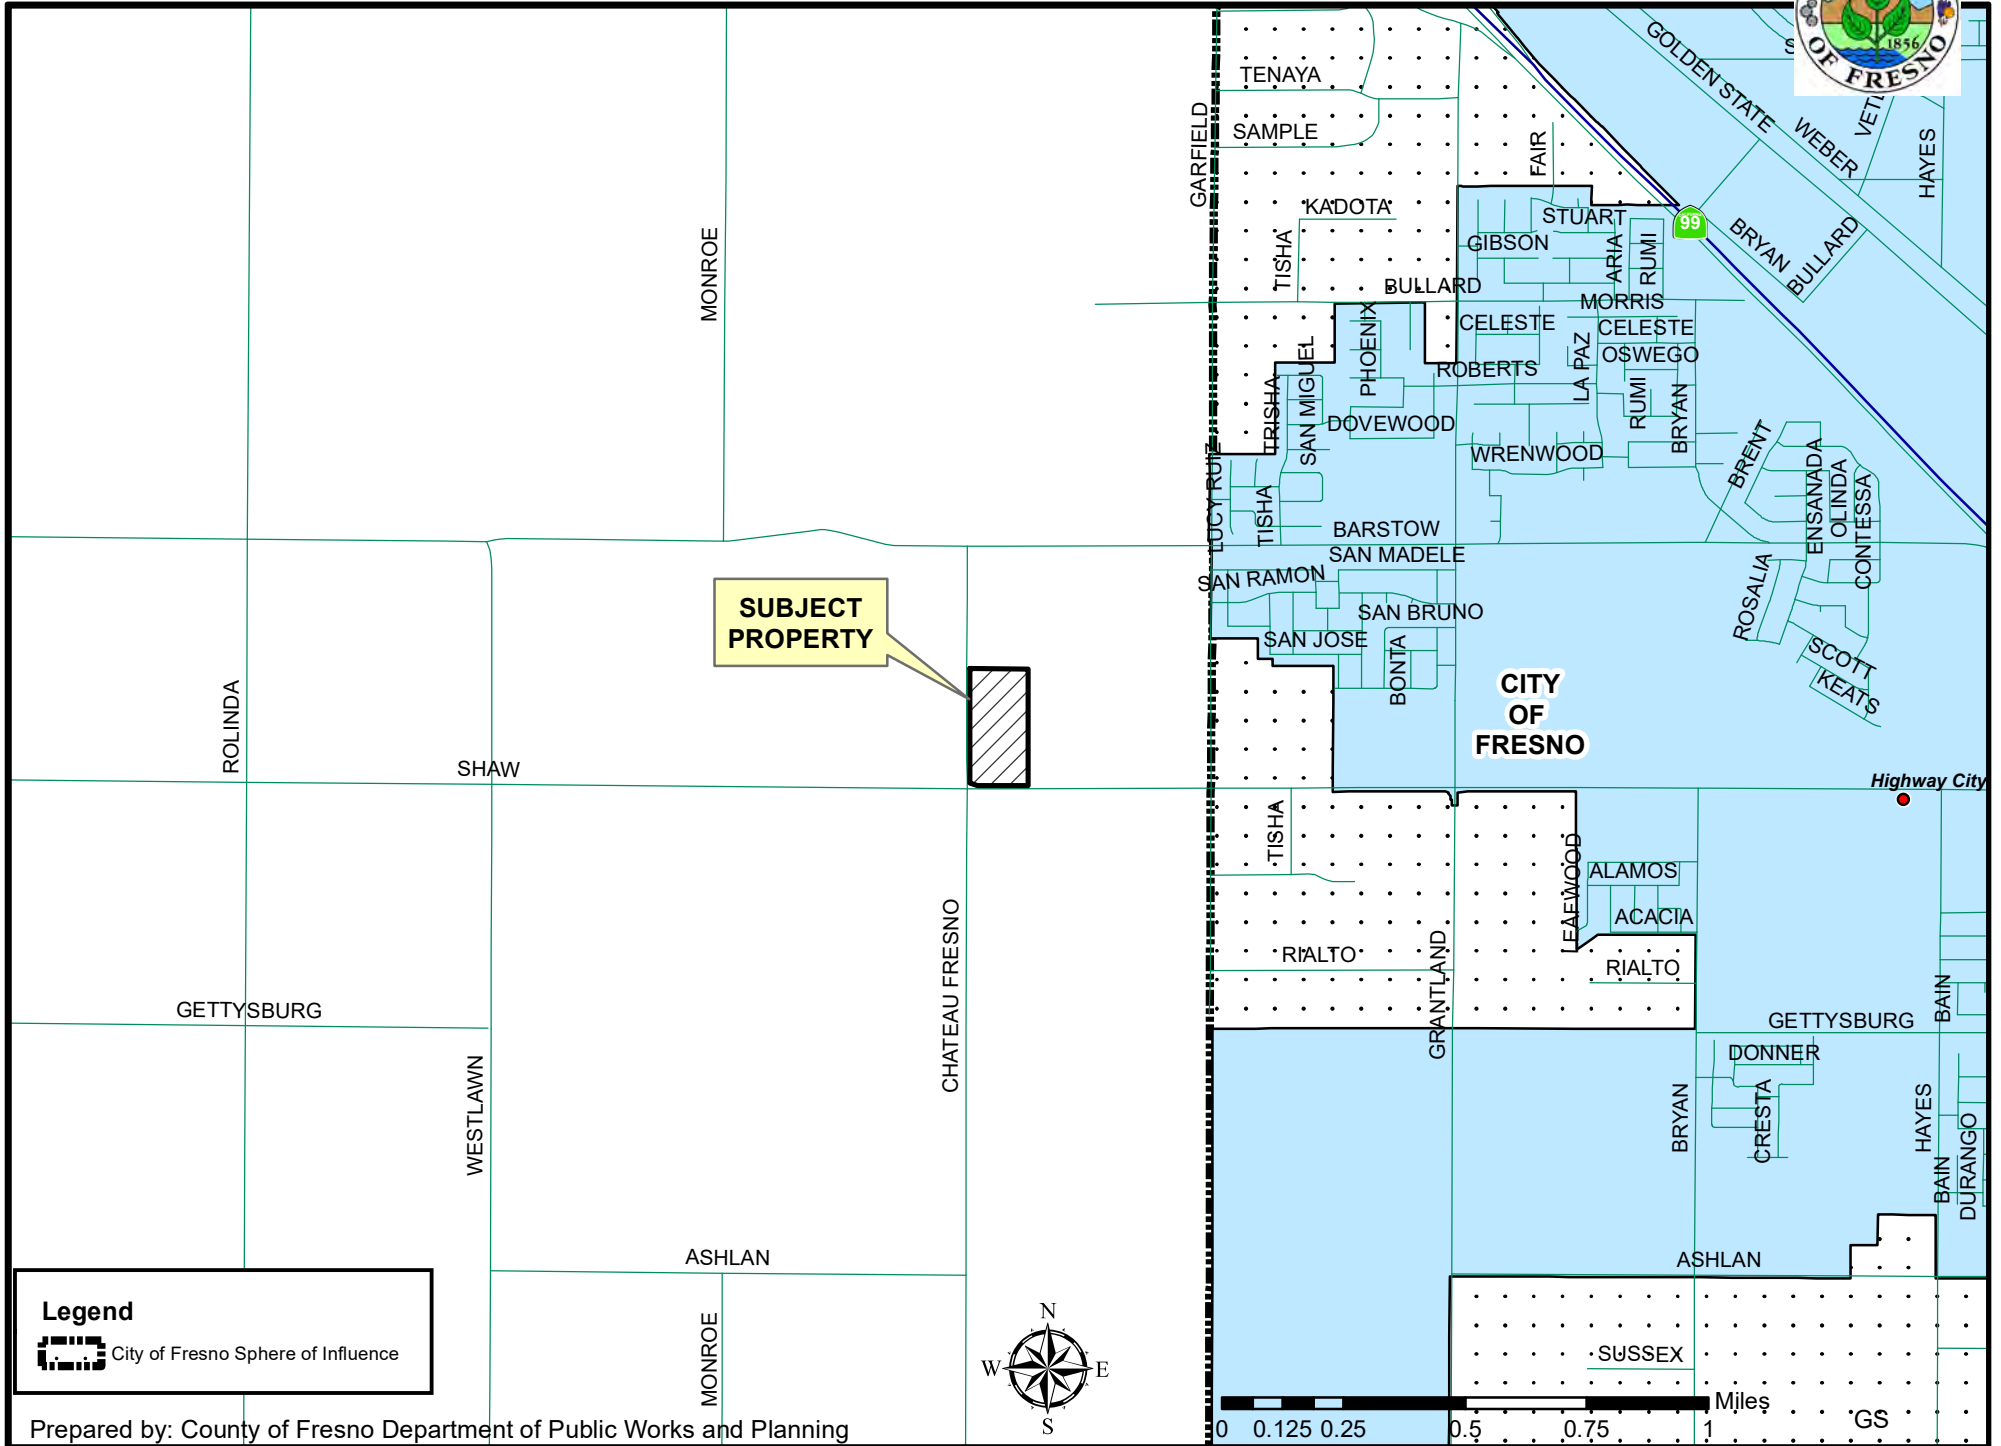 1856
OF FRESNO
GOLDEN STATE
WEBER
HAYES
TENAYA
SAMPLE
GARFIELD
FAIR
KADOTA
STUART
99
BRYAN
BULLARD
MONROE
TISHA
GIBSON
ARIA
RUMI
BULLARD
MORRIS
PHOENIX
CELESTE
CELESTE
LA PAZ
OSWEGO
SAN MIGUEL
ROBERTS
TRISHA
RUMI
BRYAN
DOVEWOOD
WRENWOOD
BRENT
ENSANADA
OLINDA
CONTESSA
LUCY RUIZ
TISHA
BARSTOW
SAN MADELE
SAN RAMON
SAN BRUNO
SAN JOSE
BONTA
ROSALIA
SCOTT
KEATS
SUBJECT
PROPERTY
CITY
OF
FRESNO
ROLINDA
SHAW
Highway City
TISHA
LEAFWOOD
ALAMOS
ACACIA
CHATEAU FRESNO
RIALTO
GRANTLAND
RIALTO
GETTYSBURG
BAIN
GETTYSBURG
WESTLAWN
DONNER
BRYAN
CRESTA
HAYES
BAIN
DURANGO
ASHLAN
ASHLAN
Legend
City of Fresno Sphere of Influence
MONROE
N
W E
S
SUSSEX
Miles
0 0.125 0.25 0.5 0.75 1
GS
Prepared by: County of Fresno Department of Public Works and Planning